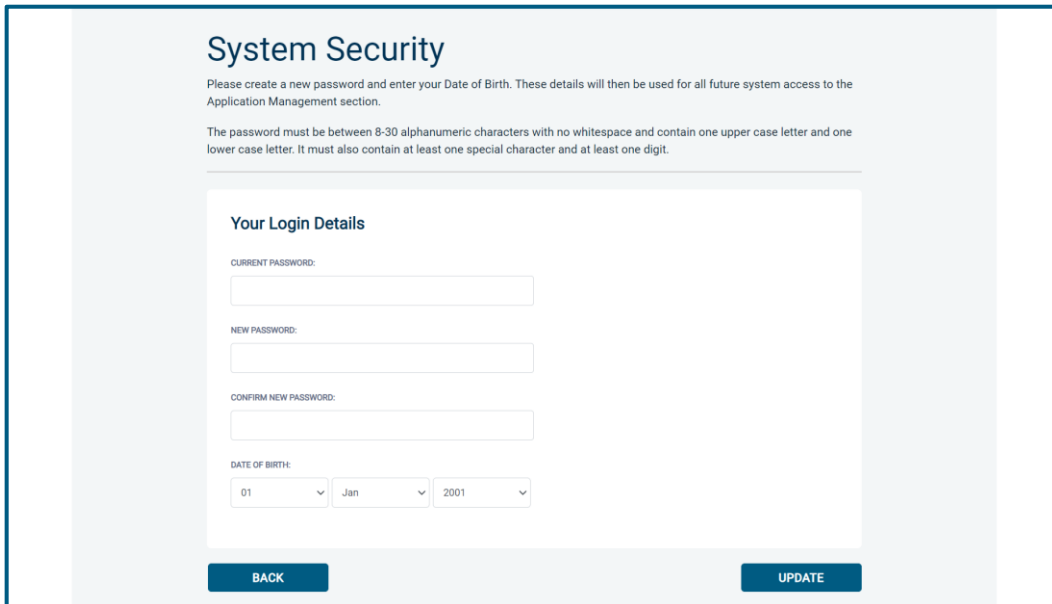 System Security
Please create a new password and enter your Date of Birth. These details will then be used for all future system access to the
Application Management section.
The password must be between 8-30 alphanumeric characters with no whitespace and contain one upper case letter and one
lower case letter. It must also contain at least one special character and at least one digit.
Your Login Details
CURRENT PASSWORD:
NEW PASSWORD:
CONFIRM NEW PASSWORD:
DATE OF BIRTH:
01 Jan 2001
BACK UPDATE